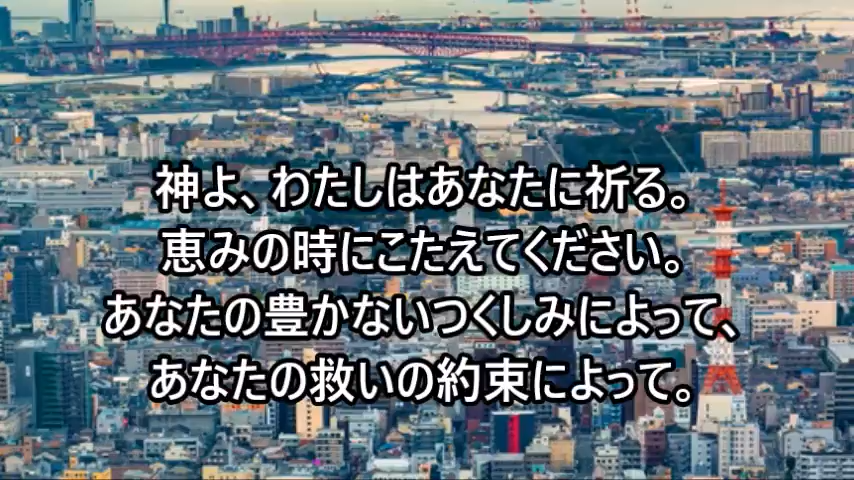 神よ、わたしはあなたに祈る。
恵みの時にこたえてください。
あなたの豊かないつくしみによって、
あなたの救いの約束によって。